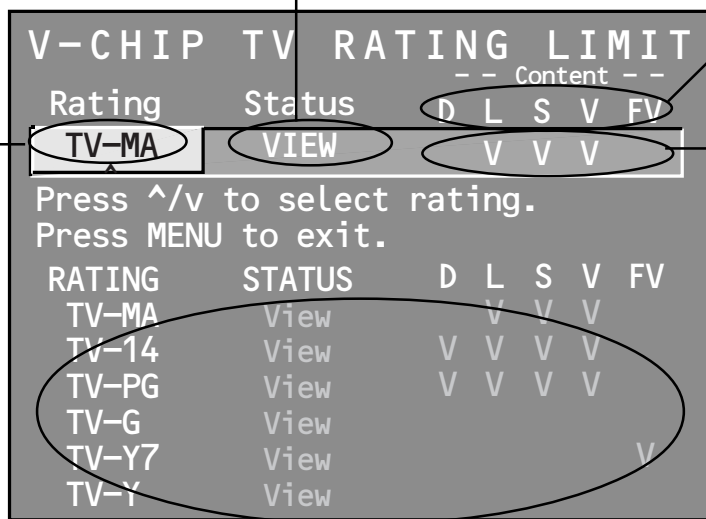 V-CHIP TV RATING LIMIT
-- Content --
Rating Status D L S V FV
TV-MA VIEW V V V
Press ^/v to select rating.
Press MENU to exit.
RATING STATUS D L S V FV
TV-MA View V V V
TV-14 View V V V V
TV-PG View V V V V
TV-G View
TV-Y7 View V
TV-Y View